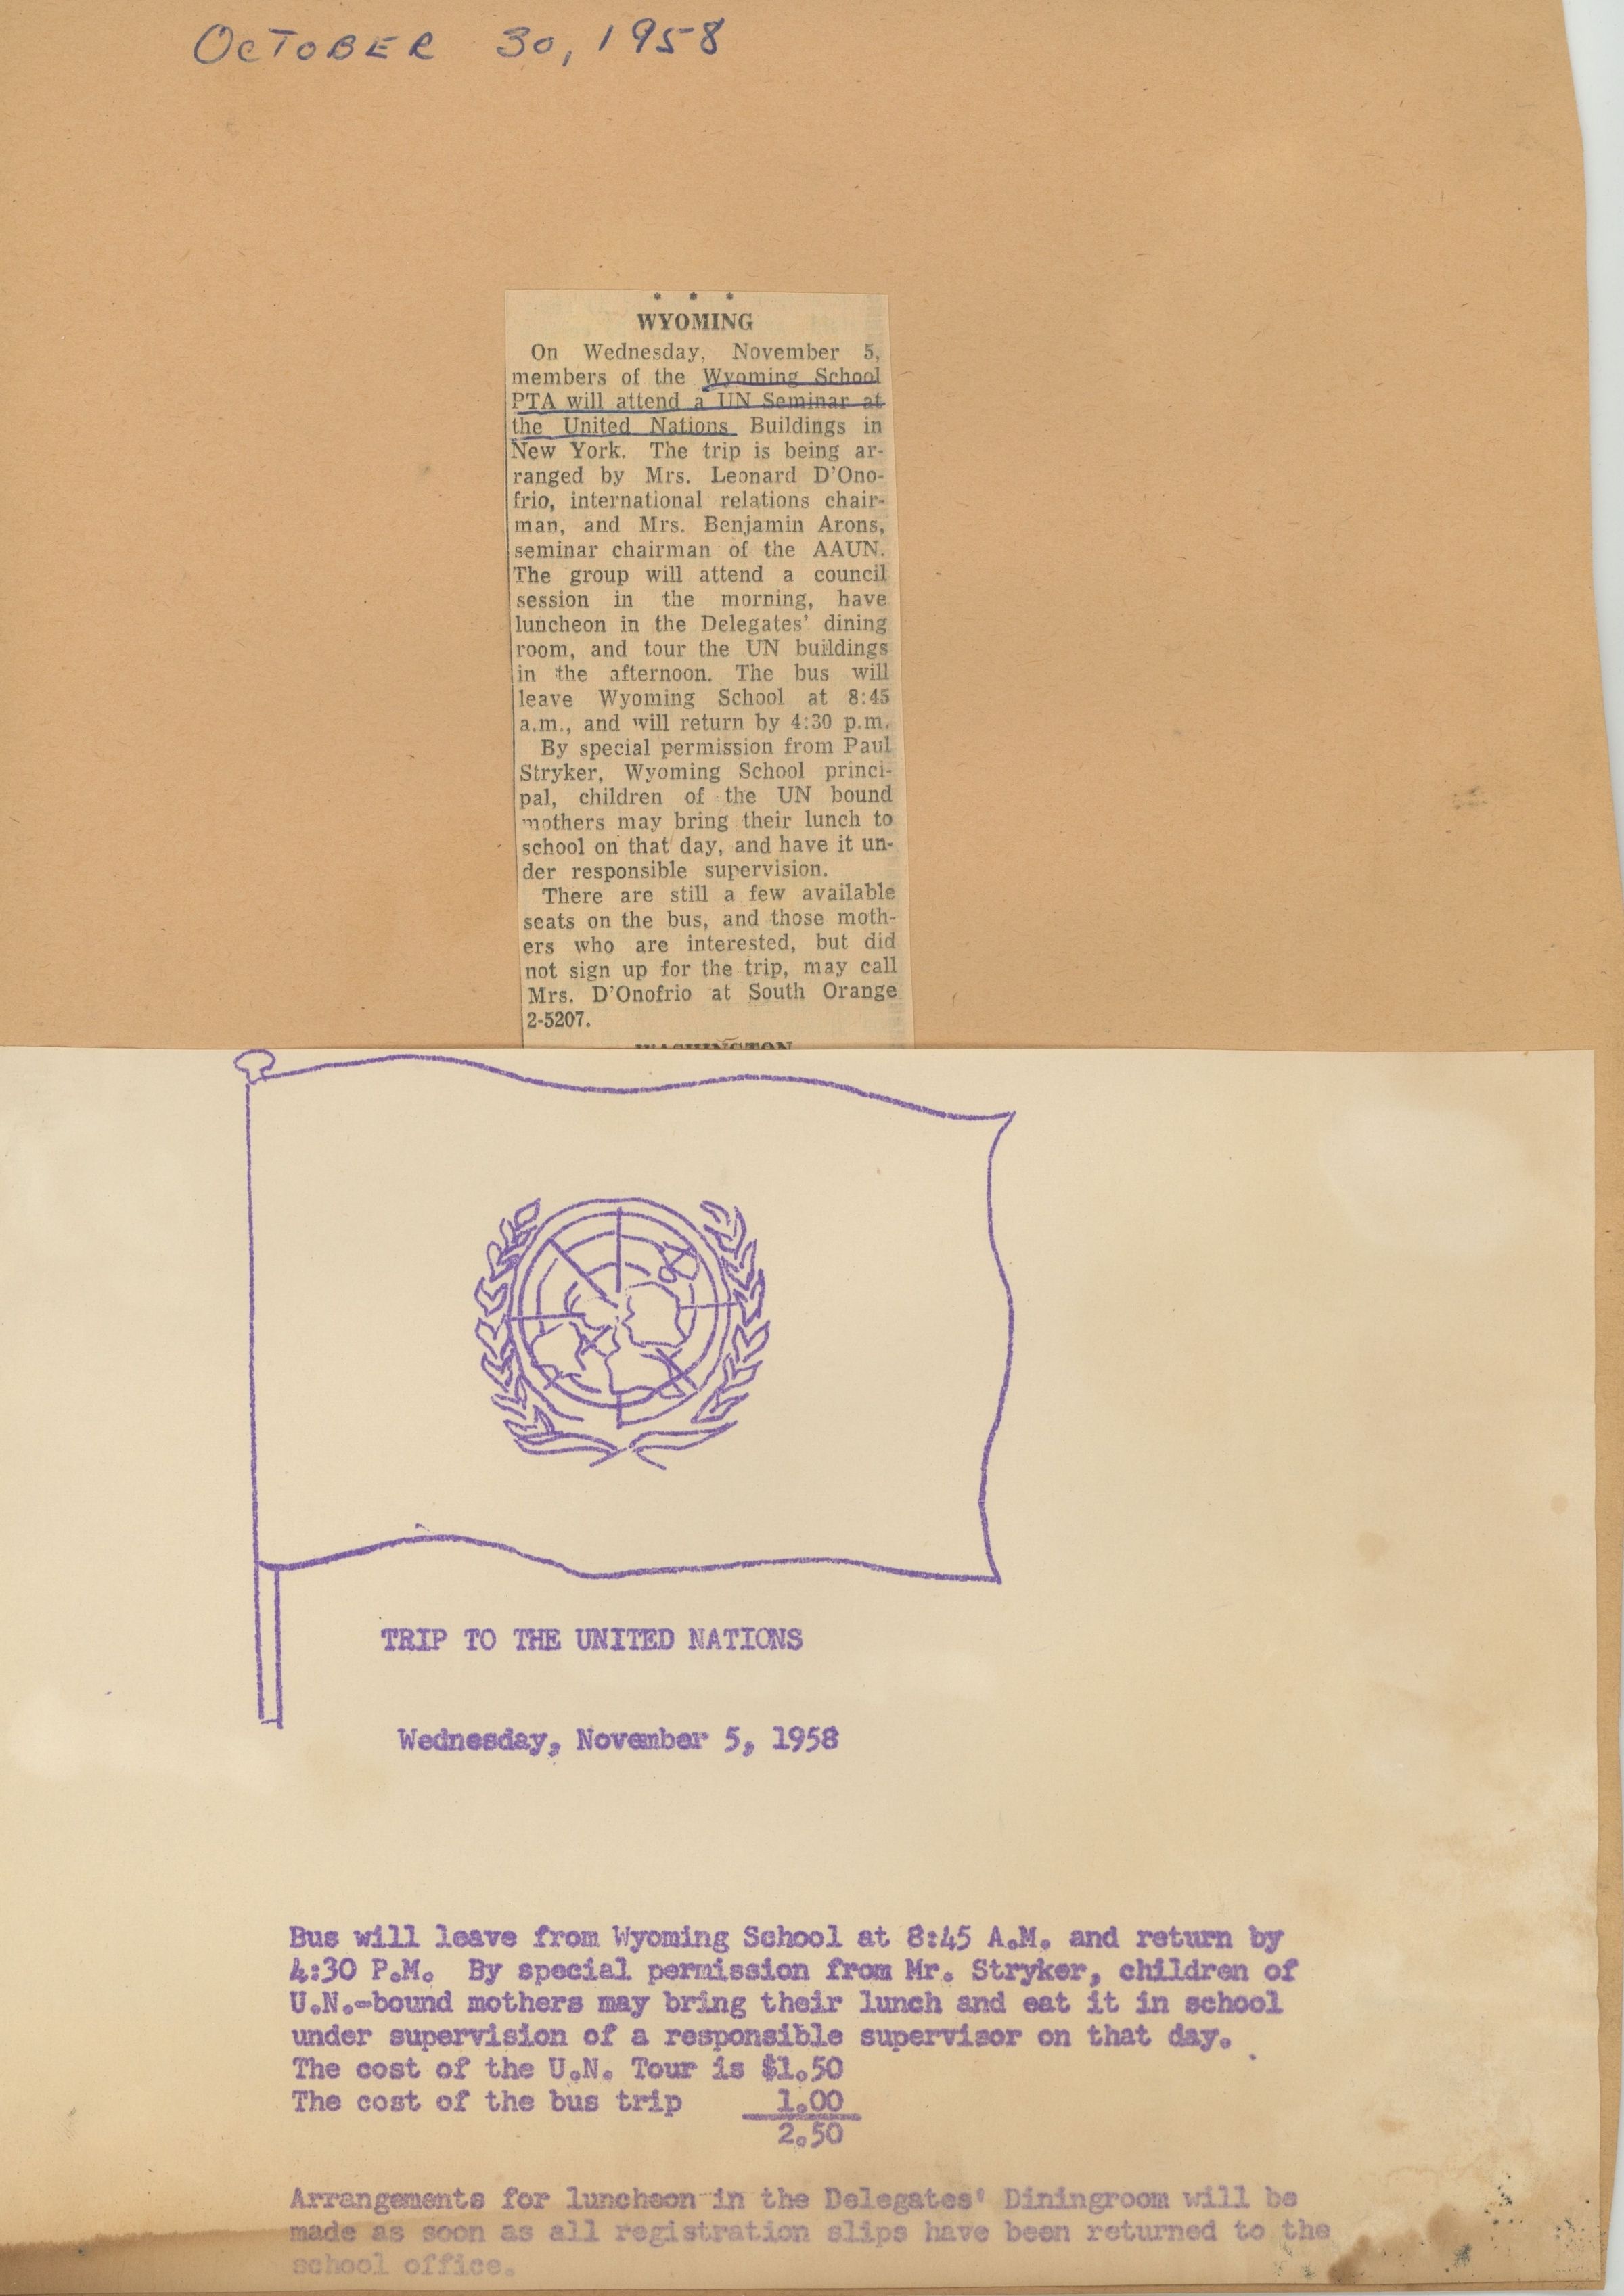 OCTOBER 30, 1958
* * *
WYOMING
On Wednesday, November 5,
members of the Wyoming School
PTA will attend a UN Seminar at
the United Nations Buildings in
New York. The trip is being ar-
ranged by Mrs. Leonard D'Ono-
frio, international relations chair-
man, and Mrs. Benjamin Arons,
seminar chairman of the AAUN.
The group will attend a council
session in the morning, have
luncheon in the Delegates' dining
room, and tour the UN buildings
in the afternoon. The bus will
leave Wyoming School at 8:45
a.m., and will return by 4:30 p.m.
By special permission from Paul
Stryker, Wyoming School princi-
pal, children of the UN bound
mothers may bring their lunch to
school on that day, and have it un-
der responsible supervision.
There are still a few available
seats on the bus, and those moth-
ers who are interested, but did
not sign up for the trip, may call
Mrs. D'Onofrio at South Orange
2-5207.
WASHINGTON
TRIP TO THE UNITED NATIONS
Wednesday, November 5, 1958
Bus will leave from Wyoming School at 8:45 A.M. and return by
4:30 P.M. By special permission from Mr. Stryker, children of
U.N.-bound mothers may bring their lunch and eat it in school
under supervision of a responsible supervisor on that day.
The cost of the U.N. Tour is $1.50
The cost of the bus trip 1.00
2.50
Arrangements for luncheon in the Delegates' Diningroom will be
made as soon as all registration slips have been returned to the
school office.